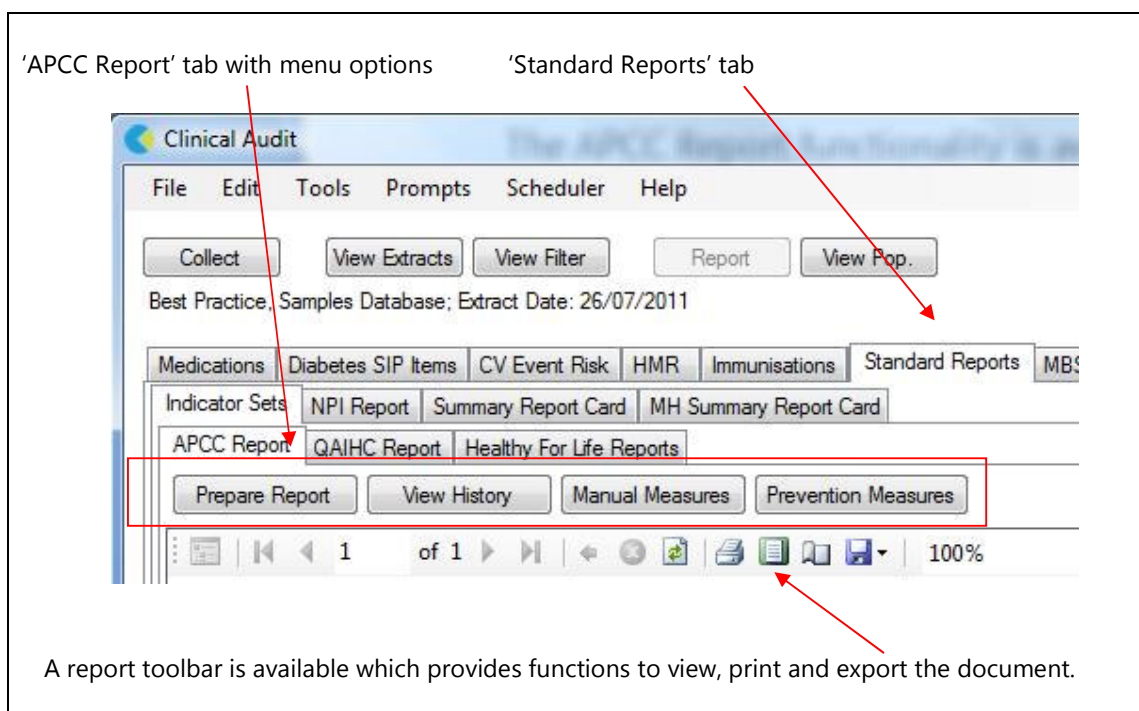 ‘APCC Report’ tab with menu options ‘Standard Reports’ tab
Clinical Audit
File Edit Tools Prompts Scheduler Help
Collect View Extracts View Filter Report View Pop.
Best Practice, Samples Database; Extract Date: 26/07/2011
Medications Diabetes SIP Items CV Event Risk HMR Immunisations Standard Reports MBS
Indicator Sets NPI Report Summary Report Card MH Summary Report Card
APCC Report QAIHC Report Healthy For Life Reports
Prepare Report View History Manual Measures Prevention Measures
1 of 1 100%
A report toolbar is available which provides functions to view, print and export the document.